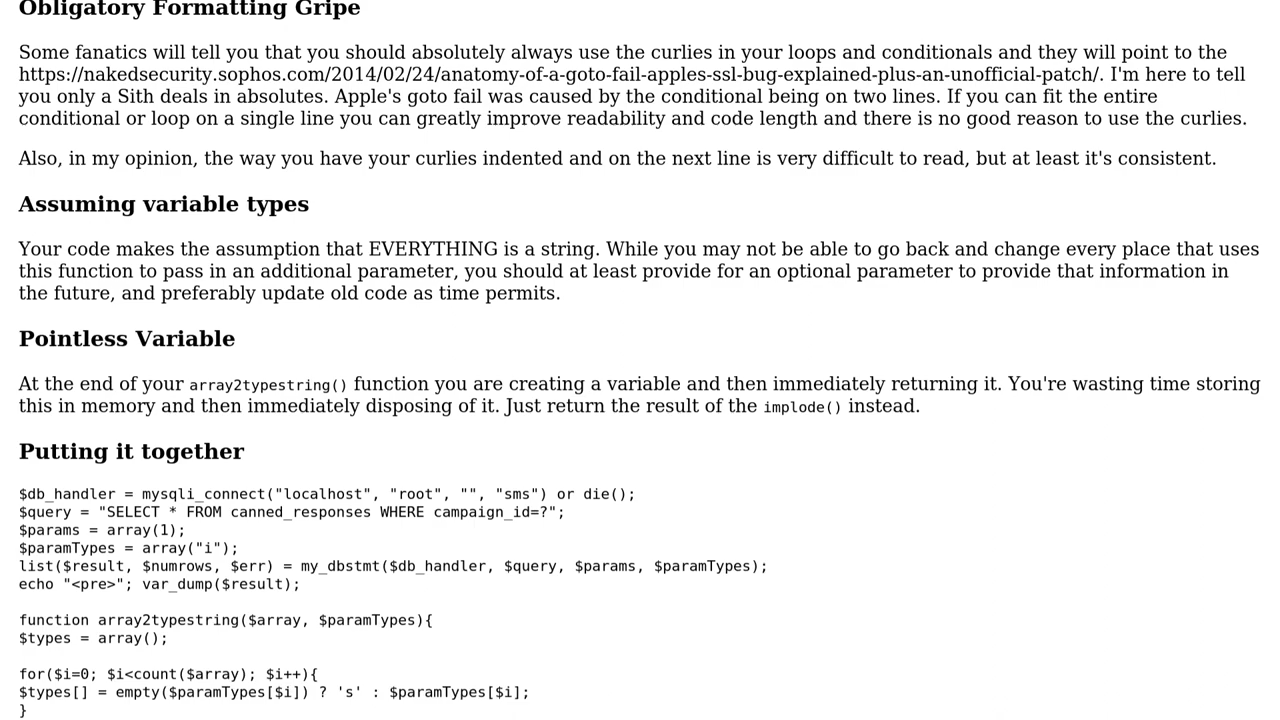 Obligatory Formatting Gripe
Some fanatics will tell you that you should absolutely always use the curlies in your loops and conditionals and they will point to the
https://nakedsecurity.sophos.com/2014/02/24/anatomy-of-a-goto-fail-apples-ssl-bug-explained-plus-an-unofficial-patch/. I'm here to tell
you only a Sith deals in absolutes. Apple's goto fail was caused by the conditional being on two lines. If you can fit the entire
conditional or loop on a single line you can greatly improve readability and code length and there is no good reason to use the curlies.
Also, in my opinion, the way you have your curlies indented and on the next line is very difficult to read, but at least it's consistent.
Assuming variable types
Your code makes the assumption that EVERYTHING is a string. While you may not be able to go back and change every place that uses
this function to pass in an additional parameter, you should at least provide for an optional parameter to provide that information in
the future, and preferably update old code as time permits.
Pointless Variable
At the end of your array2typestring() function you are creating a variable and then immediately returning it. You're wasting time storing
this in memory and then immediately disposing of it. Just return the result of the implode() instead.
Putting it together
$db_handler = mysqli_connect("localhost", "root", "", "sms") or die();
$query = "SELECT * FROM canned_responses WHERE campaign_id=?";
$params = array(1);
$paramTypes = array("i");
list($result, $numrows, $err) = my_dbstmt($db_handler, $query, $params, $paramTypes);
echo "<pre>"; var_dump($result);
function array2typestring($array, $paramTypes){
$types = array();
for($i=0; $i<count($array); $i++){
$types[] = empty($paramTypes[$i]) ? 's' : $paramTypes[$i];
}